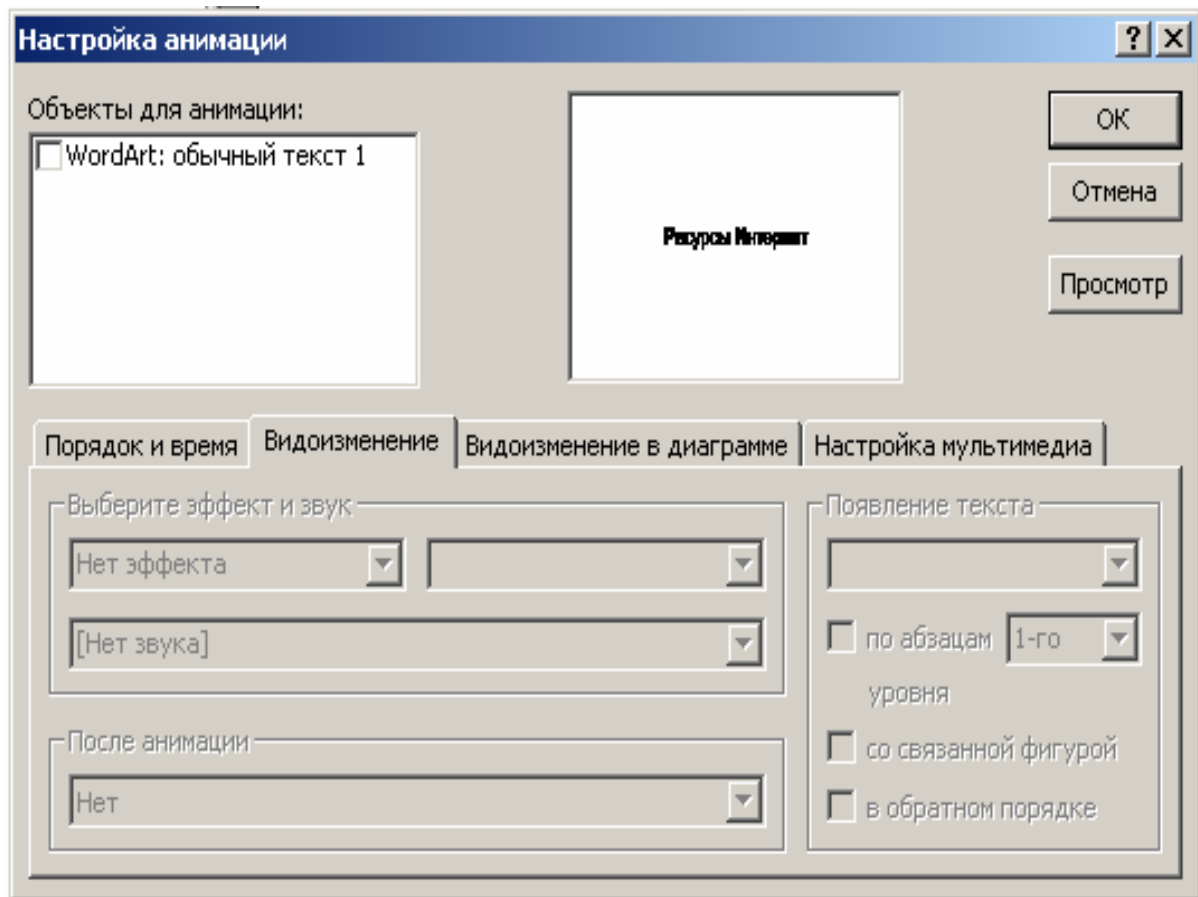 Настройка анимации
Объекты для анимации:
WordArt: обычный текст 1
Ресурсы Интернет
ОК
Отмена
Просмотр
Порядок и время Видоизменение Видоизменение в диаграмме Настройка мультимедиа
Выберите эффект и звук
Нет эффекта
[Нет звука]
После анимации
Нет
Появление текста
по абзацам 1-го
уровня
со связанной фигурой
в обратном порядке